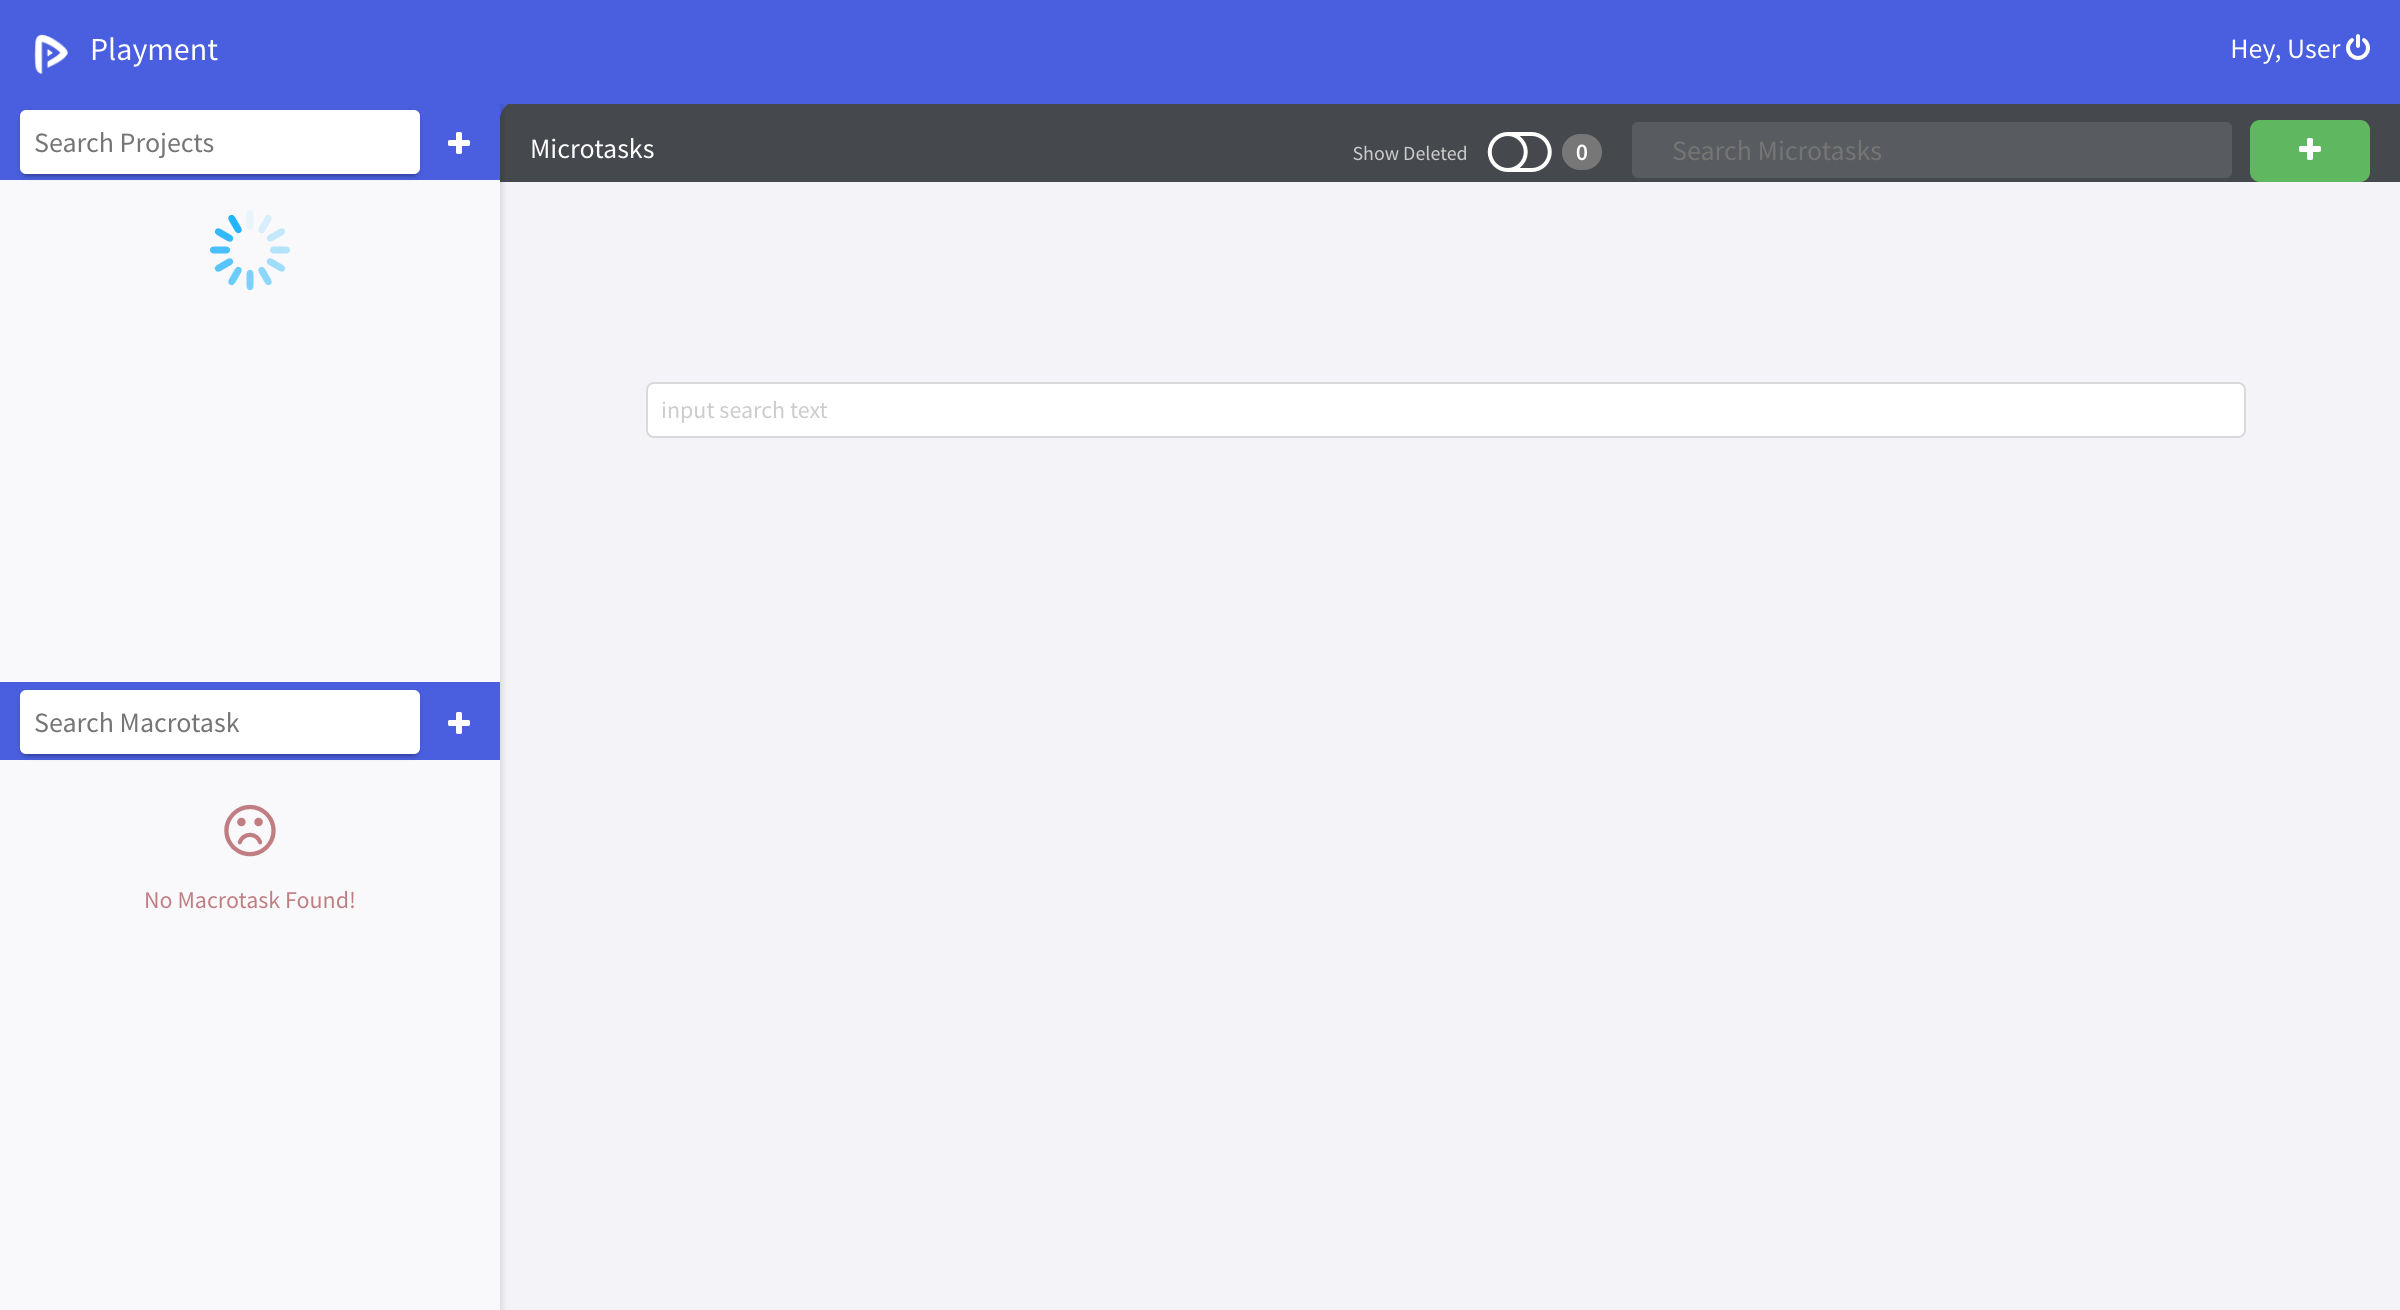 Playment
Hey, User
Search Projects
Microtasks
Show Deleted
0
Search Microtasks
input search text
Search Macrotask
No Macrotask Found!